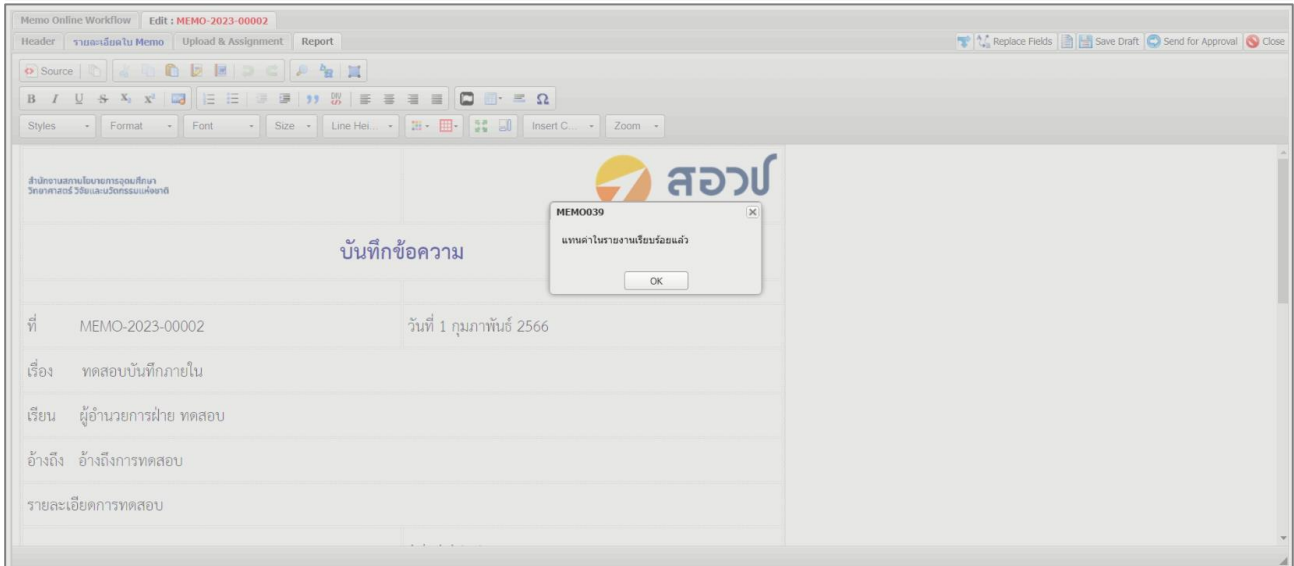 Memo Online Workflow Edit : MEMO-2023-00002
Header รายละเอียดใบ Memo Upload & Assignment Report Replace Fields Save Draft Send for Approval Close
Source
Styles Format Font Size Line Hei... Insert C... Zoom
สำนักงานสภานโยบายการอุดมศึกษา
วิทยาศาสตร์ วิจัยและนวัตกรรมแห่งชาติ
สอวช
MEMO039
แทนค่าในรายงานเรียบร้อยแล้ว
OK
บันทึกข้อความ
ที่ MEMO-2023-00002 วันที่ 1 กุมภาพันธ์ 2566
เรื่อง ทดสอบบันทึกภายใน
เรียน ผู้อำนวยการฝ่าย ทดสอบ
อ้างถึง อ้างถึงการทดสอบ
รายละเอียดการทดสอบ